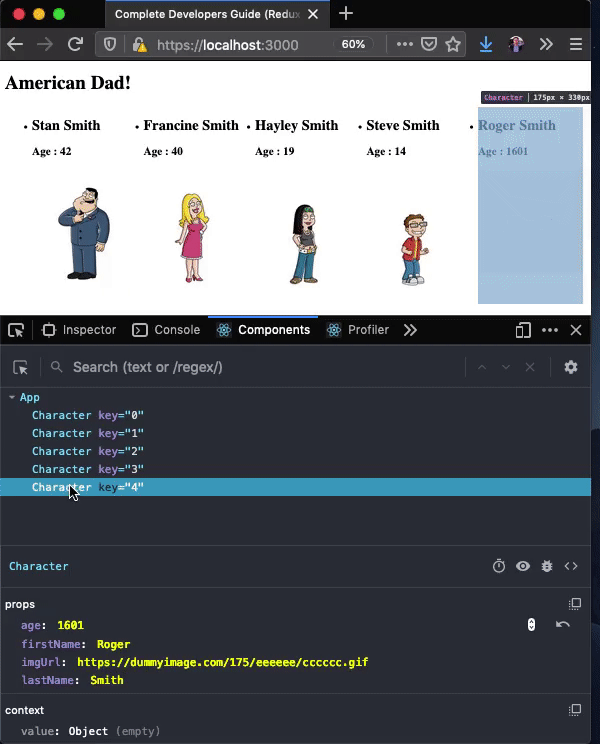 Complete Developers Guide (Redux
https://localhost:3000
60%
American Dad!
Character | 175px × 330px
Stan Smith
Age : 42
Francine Smith
Age : 40
Hayley Smith
Age : 19
Steve Smith
Age : 14
Roger Smith
Age : 1601
Inspector
Console
Components
Profiler
Search (text or /regex/)
App
Character key="0"
Character key="1"
Character key="2"
Character key="3"
Character key="4"
Character
props
age: 1601
firstName: Roger
imgUrl: https://dummyimage.com/175/eeeeee/cccccc.gif
lastName: Smith
context
value: Object (empty)